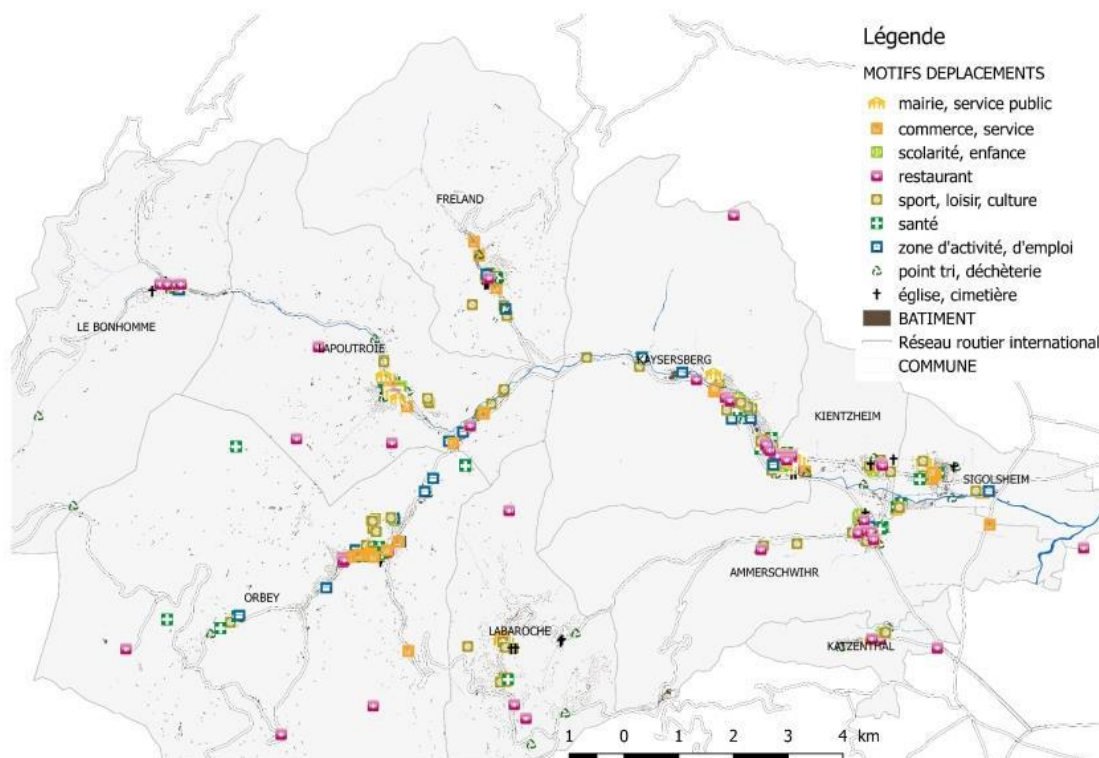 Légende
MOTIFS DEPLACEMENTS
mairie, service public
commerce, service
scolarité, enfance
restaurant
sport, loisir, culture
santé
zone d'activité, d'emploi
point tri, déchèterie
église, cimetière
BATIMENT
Réseau routier international
COMMUNE
FRELAND
LE BONHOMME
LAPOUTROIE
KAYSERSBERG
KIENTZHEIM
SIGOLSHEIM
AMMERSCHWIHR
ORBEY
LABAROCHE
KATZENTHAL
1 0 1 2 3 4 km